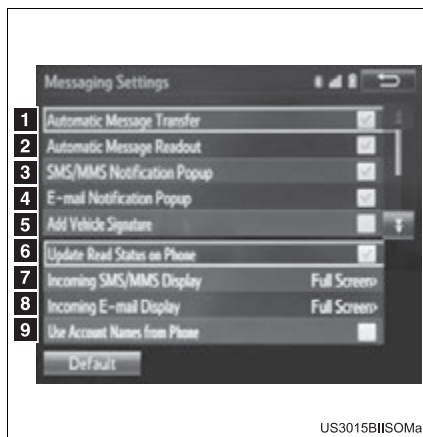 Messaging Settings
1 Automatic Message Transfer
2 Automatic Message Readout
3 SMS/MMS Notification Popup
4 E-mail Notification Popup
5 Add Vehicle Signature
6 Update Read Status on Phone
7 Incoming SMS/MMS Display Full Screen>
8 Incoming E-mail Display Full Screen>
9 Use Account Names from Phone
Default
US3015BIISOMa